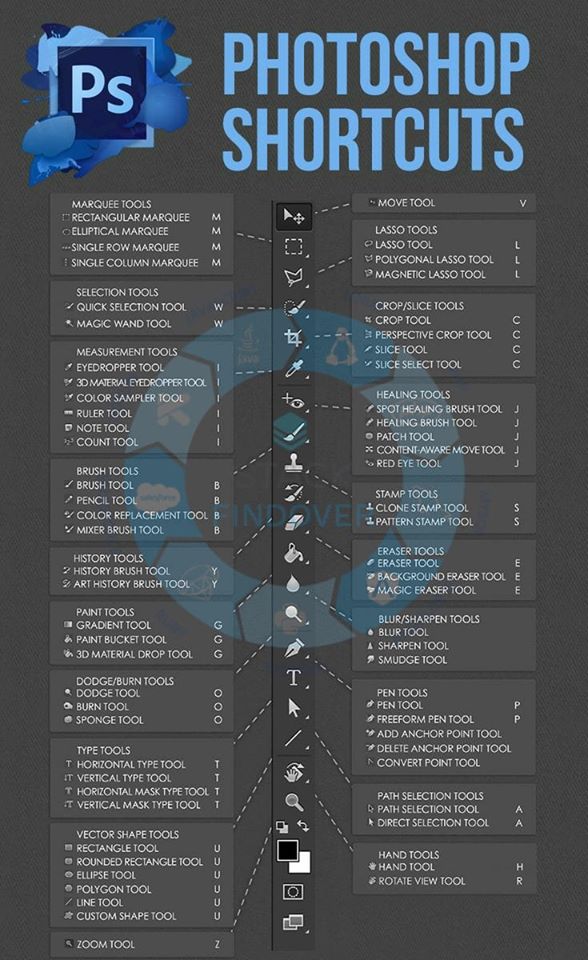 Ps
PHOTOSHOP
SHORTCUTS
MARQUEE TOOLS
RECTANGULAR MARQUEE M
ELLIPTICAL MARQUEE M
SINGLE ROW MARQUEE M
SINGLE COLUMN MARQUEE M
SELECTION TOOLS
QUICK SELECTION TOOL W
MAGIC WAND TOOL W
MEASUREMENT TOOLS
EYEDROPPER TOOL I
3D MATERIAL EYEDROPPER TOOL I
COLOR SAMPLER TOOL I
RULER TOOL I
NOTE TOOL I
COUNT TOOL I
BRUSH TOOLS
BRUSH TOOL B
PENCIL TOOL B
COLOR REPLACEMENT TOOL B
MIXER BRUSH TOOL B
HISTORY TOOLS
HISTORY BRUSH TOOL Y
ART HISTORY BRUSH TOOL Y
PAINT TOOLS
GRADIENT TOOL G
PAINT BUCKET TOOL G
3D MATERIAL DROP TOOL G
DODGE/BURN TOOLS
DODGE TOOL O
BURN TOOL O
SPONGE TOOL O
TYPE TOOLS
HORIZONTAL TYPE TOOL T
VERTICAL TYPE TOOL T
HORIZONTAL MASK TYPE TOOL T
VERTICAL MASK TYPE TOOL T
VECTOR SHAPE TOOLS
RECTANGLE TOOL U
ROUNDED RECTANGLE TOOL U
ELLIPSE TOOL U
POLYGON TOOL U
LINE TOOL U
CUSTOM SHAPE TOOL U
ZOOM TOOL Z
MOVE TOOL V
LASSO TOOLS
LASSO TOOL L
POLYGONAL LASSO TOOL L
MAGNETIC LASSO TOOL L
CROP/SLICE TOOLS
CROP TOOL C
PERSPECTIVE CROP TOOL C
SLICE TOOL C
SLICE SELECT TOOL C
HEALING TOOLS
SPOT HEALING BRUSH TOOL J
HEALING BRUSH TOOL J
PATCH TOOL J
CONTENT-AWARE MOVE TOOL J
RED EYE TOOL J
STAMP TOOLS
CLONE STAMP TOOL S
PATTERN STAMP TOOL S
ERASER TOOLS
ERASER TOOL E
BACKGROUND ERASER TOOL E
MAGIC ERASER TOOL E
BLUR/SHARPEN TOOLS
BLUR TOOL
SHARPEN TOOL
SMUDGE TOOL
PEN TOOLS
PEN TOOL P
FREEFORM PEN TOOL P
ADD ANCHOR POINT TOOL
DELETE ANCHOR POINT TOOL
CONVERT POINT TOOL
PATH SELECTION TOOLS
PATH SELECTION TOOL A
DIRECT SELECTION TOOL A
HAND TOOLS
HAND TOOL H
ROTATE VIEW TOOL R
T
FINDOVER
Java
salesforce